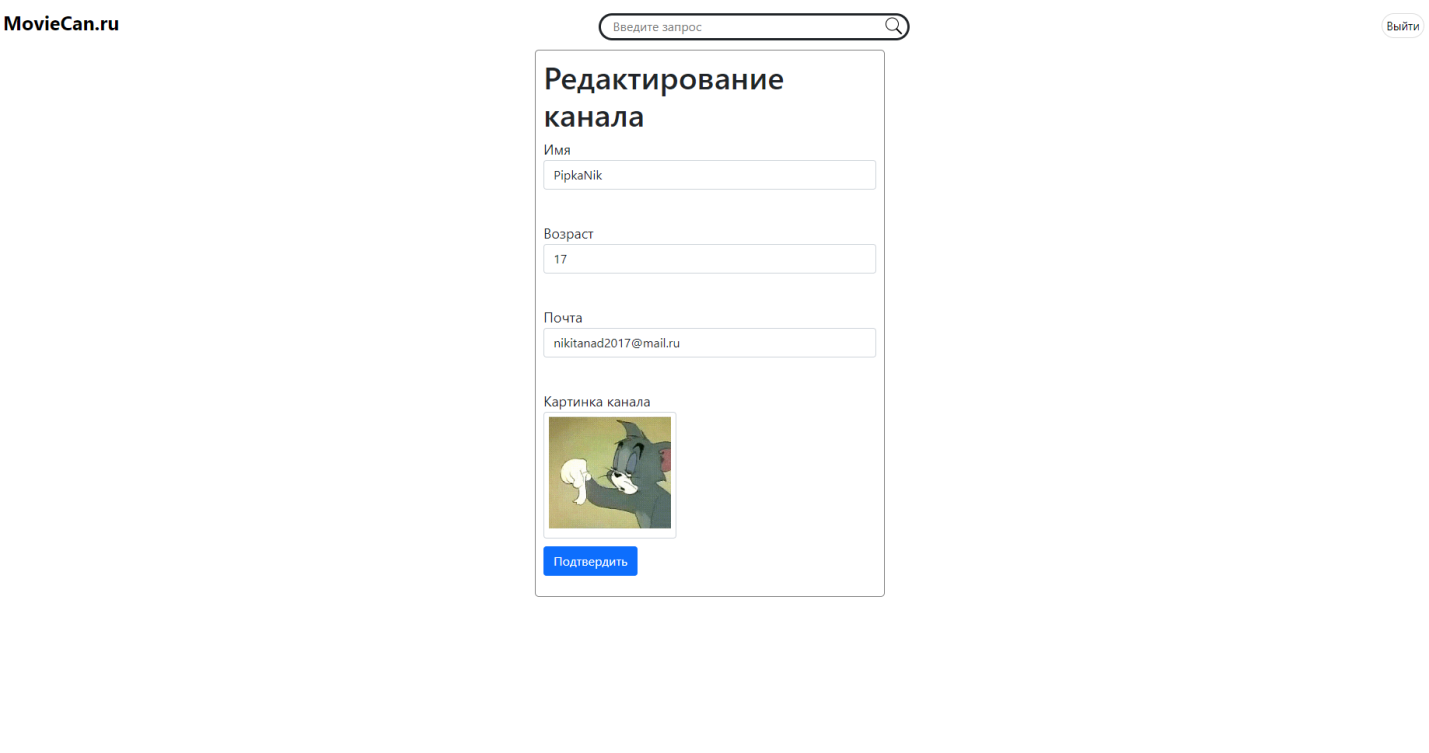 MovieCan.ru
Введите запрос
Выйти
Редактирование
канала
Имя
PipkaNik
Возраст
17
Почта
nikitanad2017@mail.ru
Картинка канала
Подтвердить